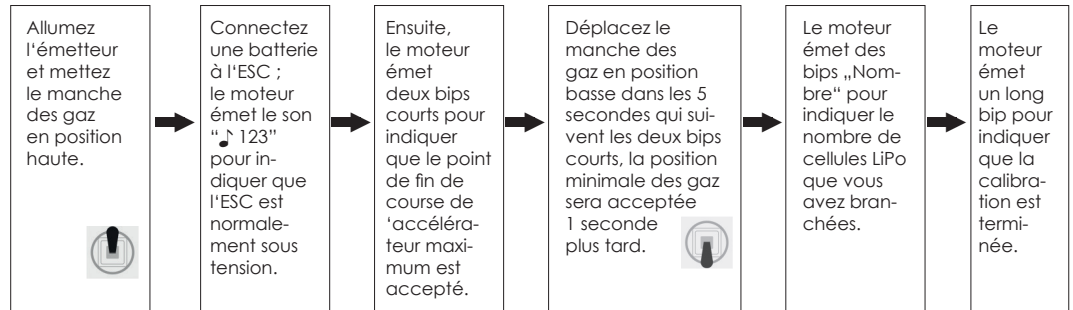 Allumez
l‘émetteur
et mettez
le manche
des gaz
en position
haute.
Connectez
une batterie
à l‘ESC ;
le moteur
émet le son
“♪ 123”
pour in-
diquer que
l‘ESC est
normale-
ment sous
tension.
Ensuite,
le moteur
émet
deux bips
courts pour
indiquer
que le point
de fin de
course de
‘accéléra-
teur maxi-
mum est
accepté.
Déplacez le
manche des
gaz en position
basse dans les 5
secondes qui sui-
vent les deux bips
courts, la position
minimale des gaz
sera acceptée
1 seconde
plus tard.
Le moteur
émet des
bips „Nom-
bre“ pour
indiquer le
nombre de
cellules LiPo
que vous
avez bran-
chées.
Le
moteur
émet
un long
bip pour
indiquer
que la
calibra-
tion est
termi-
née.